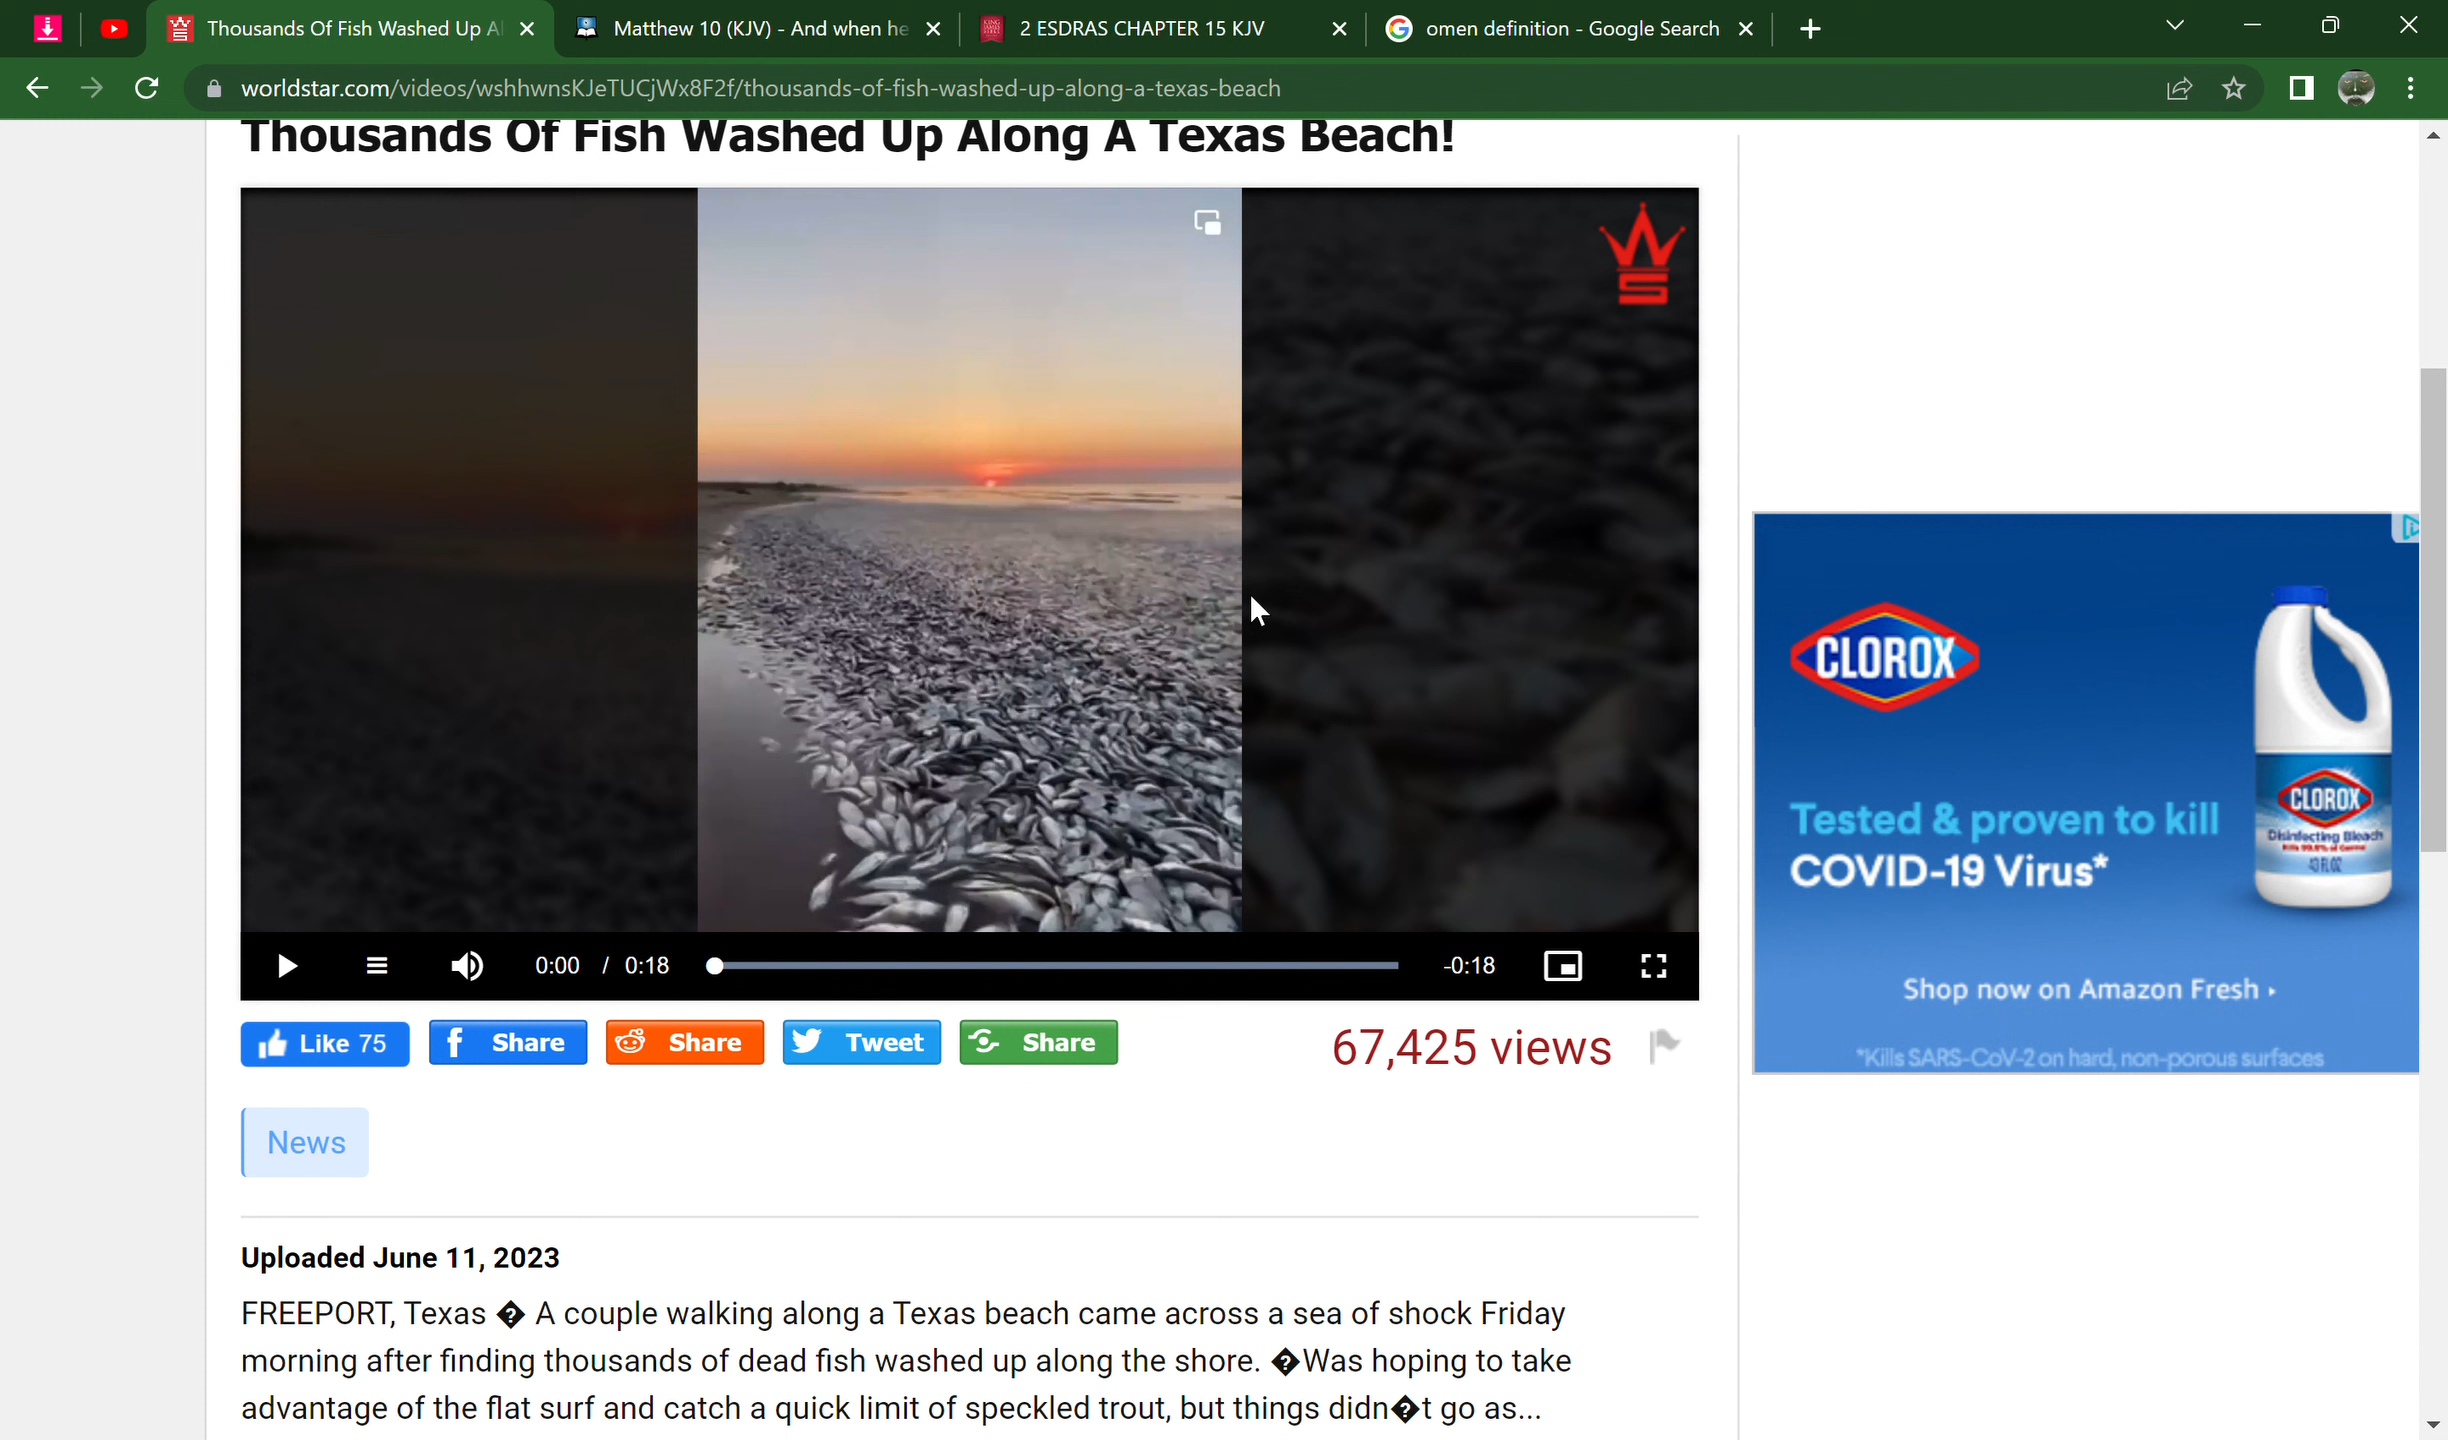 Thousands Of Fish Washed Up Al
Matthew 10 (KJV) - And when he
2 ESDRAS CHAPTER 15 KJV
omen definition - Google Search
worldstar.com/videos/wshhwnsKJeTUCjWx8F2f/thousands-of-fish-washed-up-along-a-texas-beach
Thousands Of Fish Washed Up Along A Texas Beach!
WS
0:00 / 0:18
-0:18
Like 75
Share
Share
Tweet
Share
67,425 views
News
Uploaded June 11, 2023
FREEPORT, Texas � A couple walking along a Texas beach came across a sea of shock Friday
morning after finding thousands of dead fish washed up along the shore. �Was hoping to take
advantage of the flat surf and catch a quick limit of speckled trout, but things didn�t go as...
CLOROX
Tested & proven to kill
COVID-19 Virus*
Shop now on Amazon Fresh
*Kills SARS-CoV-2 on hard, non-porous surfaces
CLOROX
Disinfecting Bleach
43 FL OZ